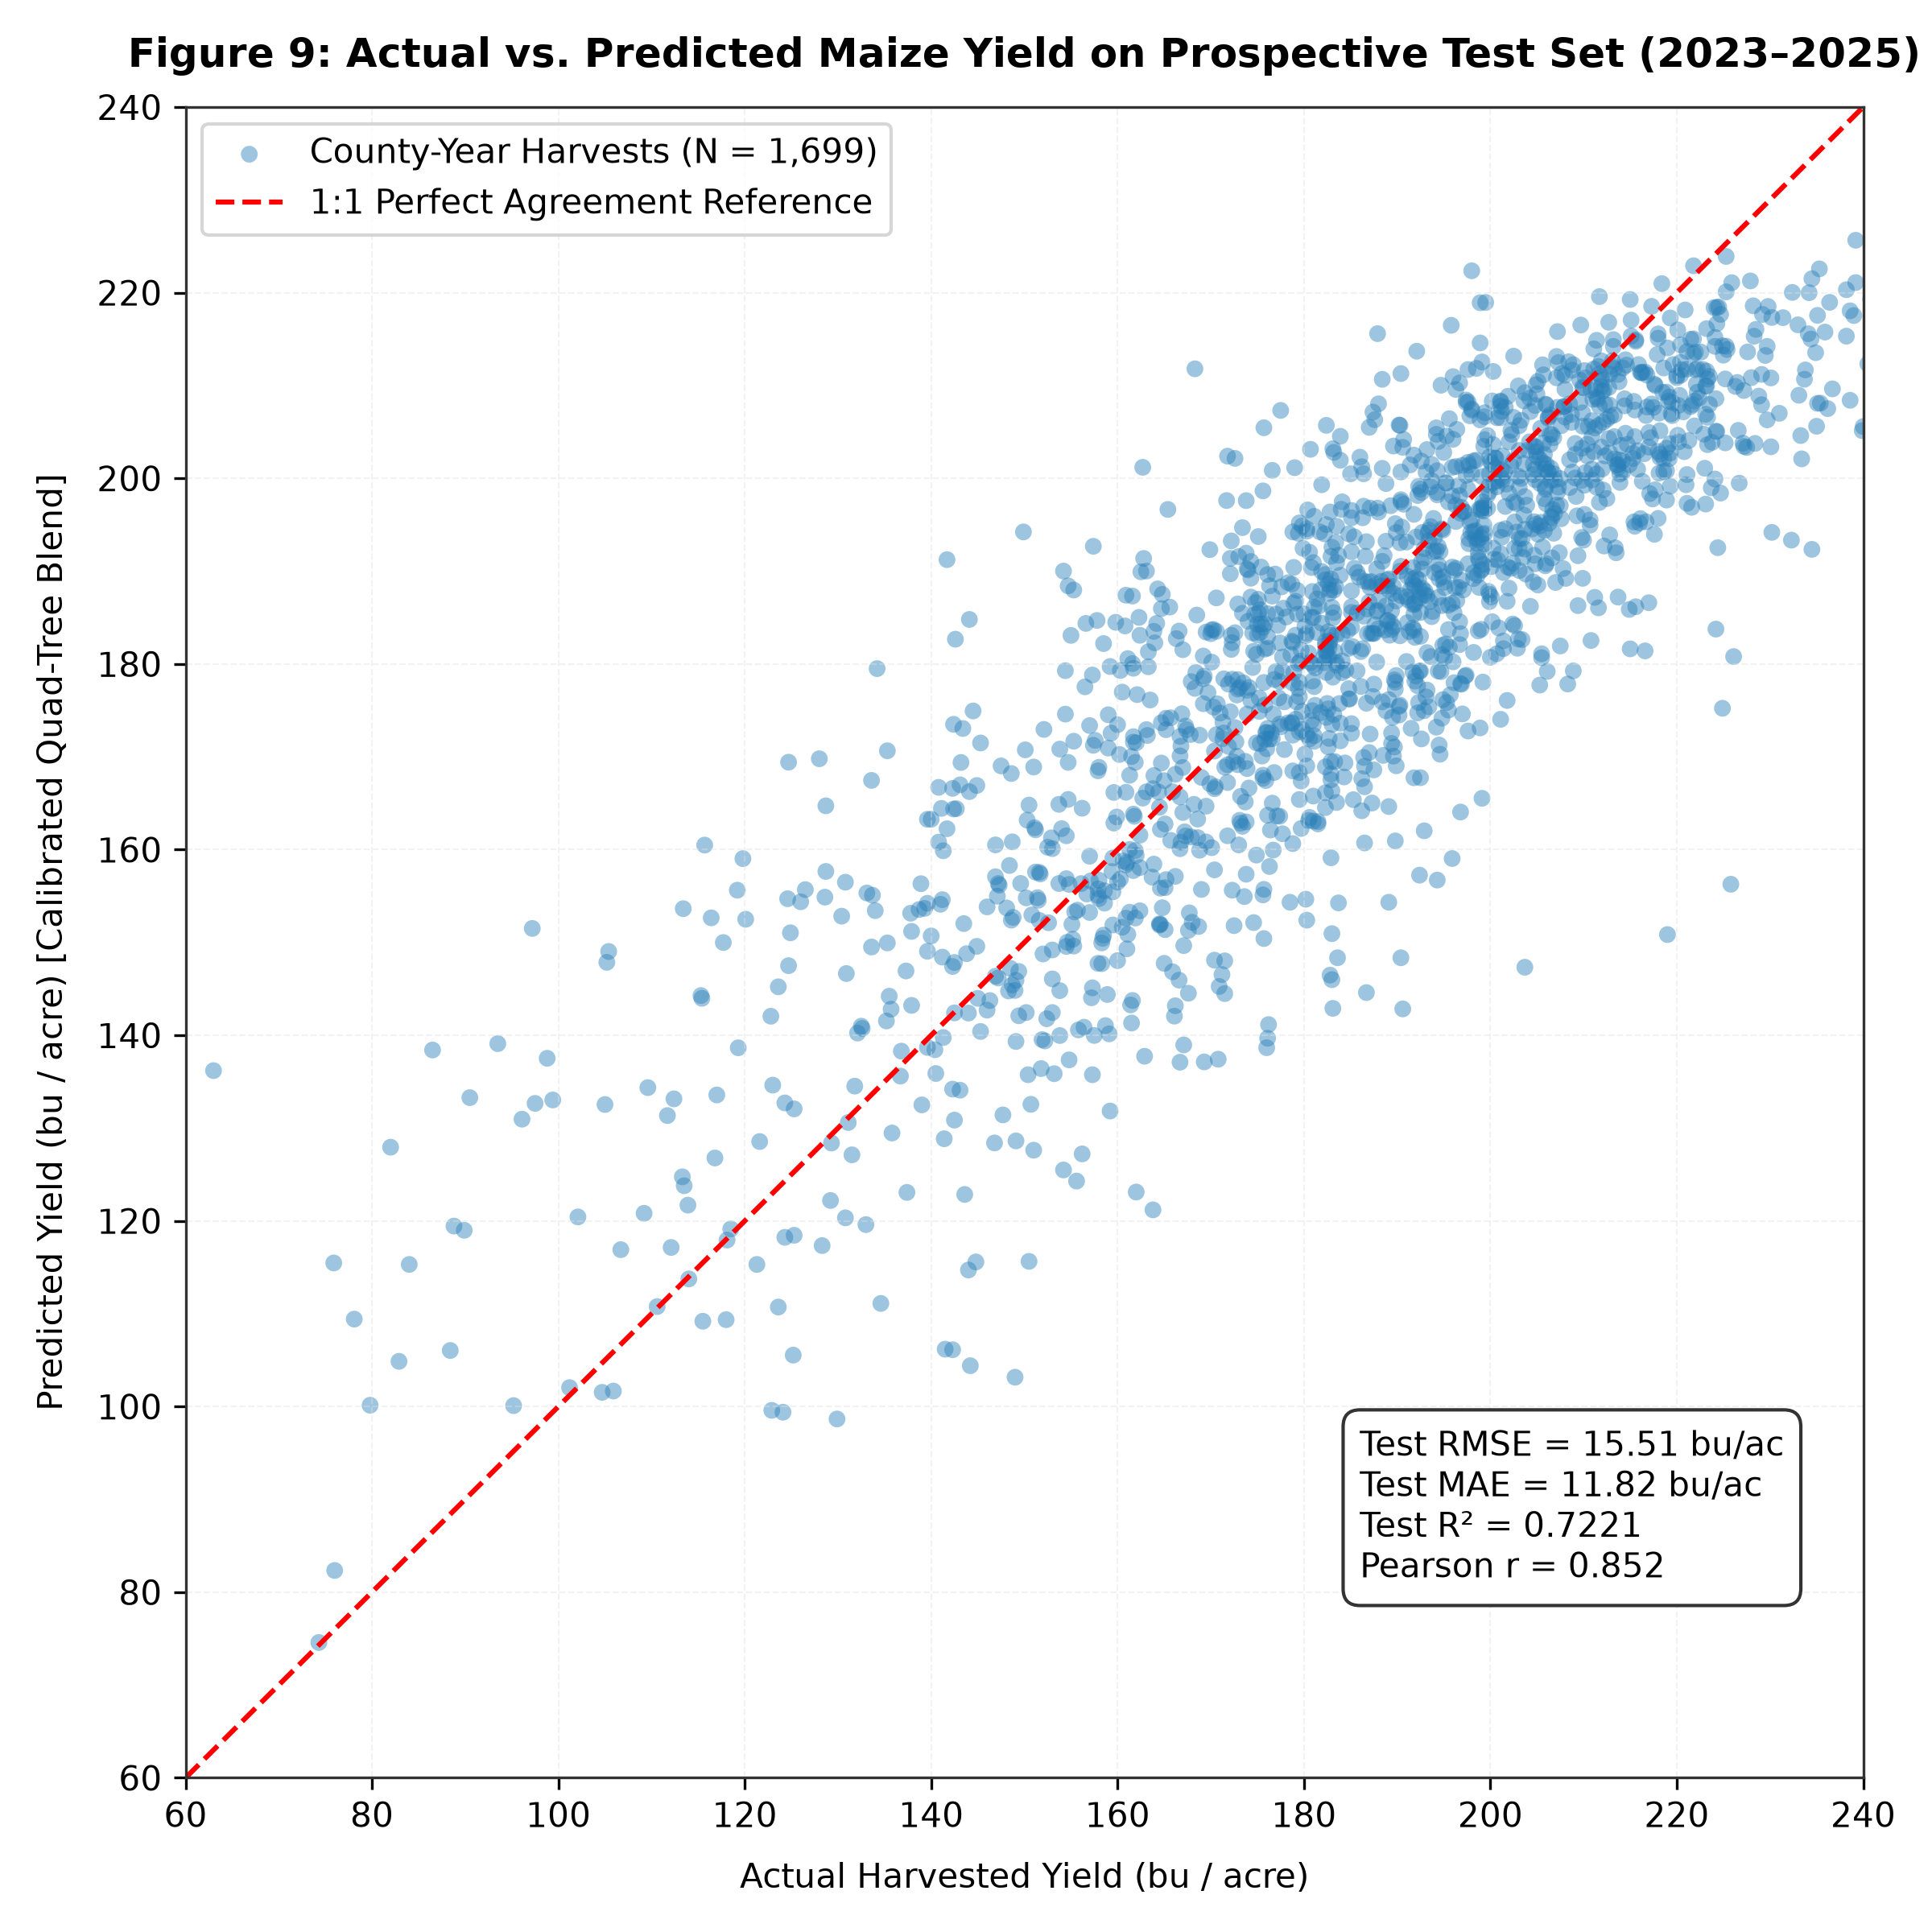 Figure 9: Actual vs. Predicted Maize Yield on Prospective Test Set (2023–2025)
County-Year Harvests (N = 1,699)
1:1 Perfect Agreement Reference
Predicted Yield (bu / acre) [Calibrated Quad-Tree Blend]
240
220
200
180
160
140
120
100
80
60
Test RMSE = 15.51 bu/ac
Test MAE = 11.82 bu/ac
Test R² = 0.7221
Pearson r = 0.852
60 80 100 120 140 160 180 200 220 240
Actual Harvested Yield (bu / acre)